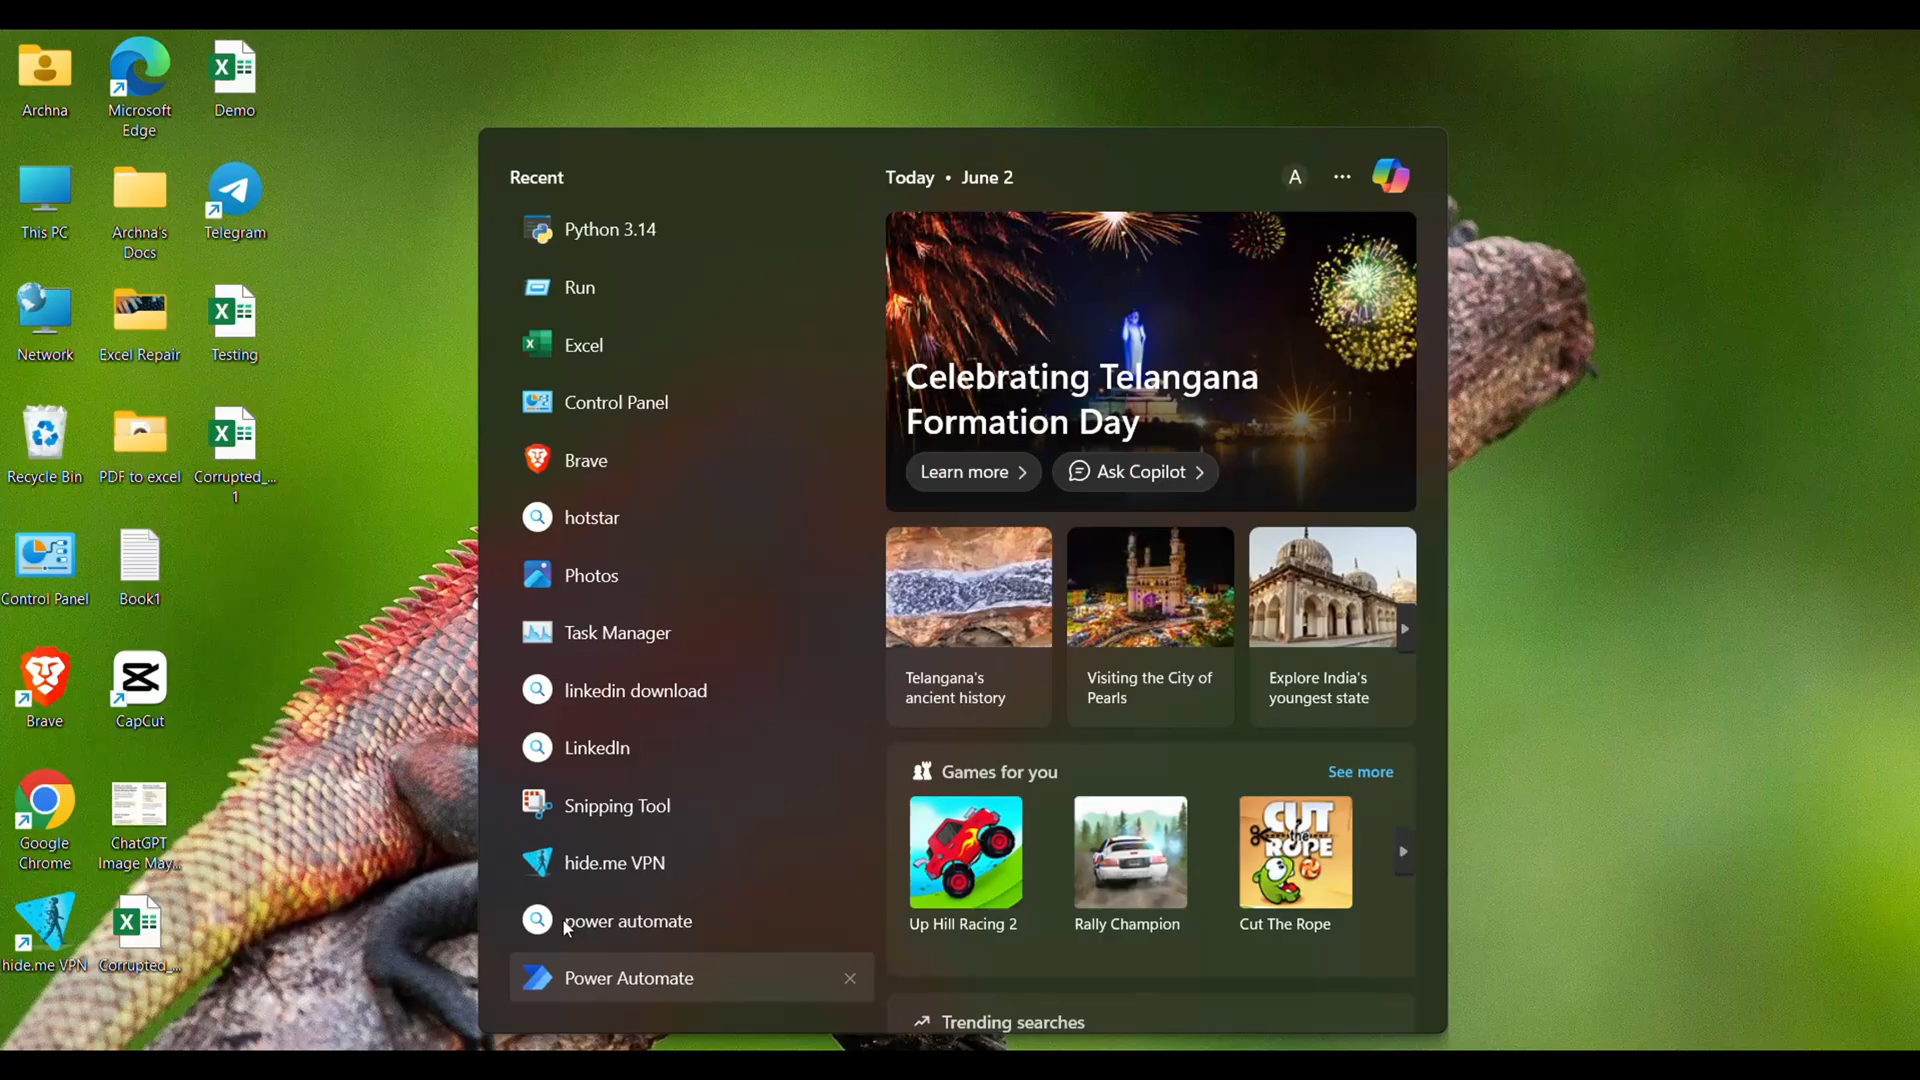 Archna
Microsoft
Edge
Demo
This PC
Archna's
Docs
Telegram
Network
Excel Repair
Testing
Recycle Bin
PDF to excel
Corrupted_...
1
Control Panel
Book1
Brave
CapCut
Google
Chrome
ChatGPT
Image May...
hide.me VPN
Corrupted_...
Recent
Python 3.14
Run
Excel
Control Panel
Brave
hotstar
Photos
Task Manager
linkedin download
LinkedIn
Snipping Tool
hide.me VPN
power automate
Power Automate
Today • June 2
A
Celebrating Telangana
Formation Day
Learn more
Ask Copilot
Telangana's
ancient history
Visiting the City of
Pearls
Explore India's
youngest state
Games for you
See more
CUT
the
ROPE
Up Hill Racing 2
Rally Champion
Cut The Rope
Trending searches